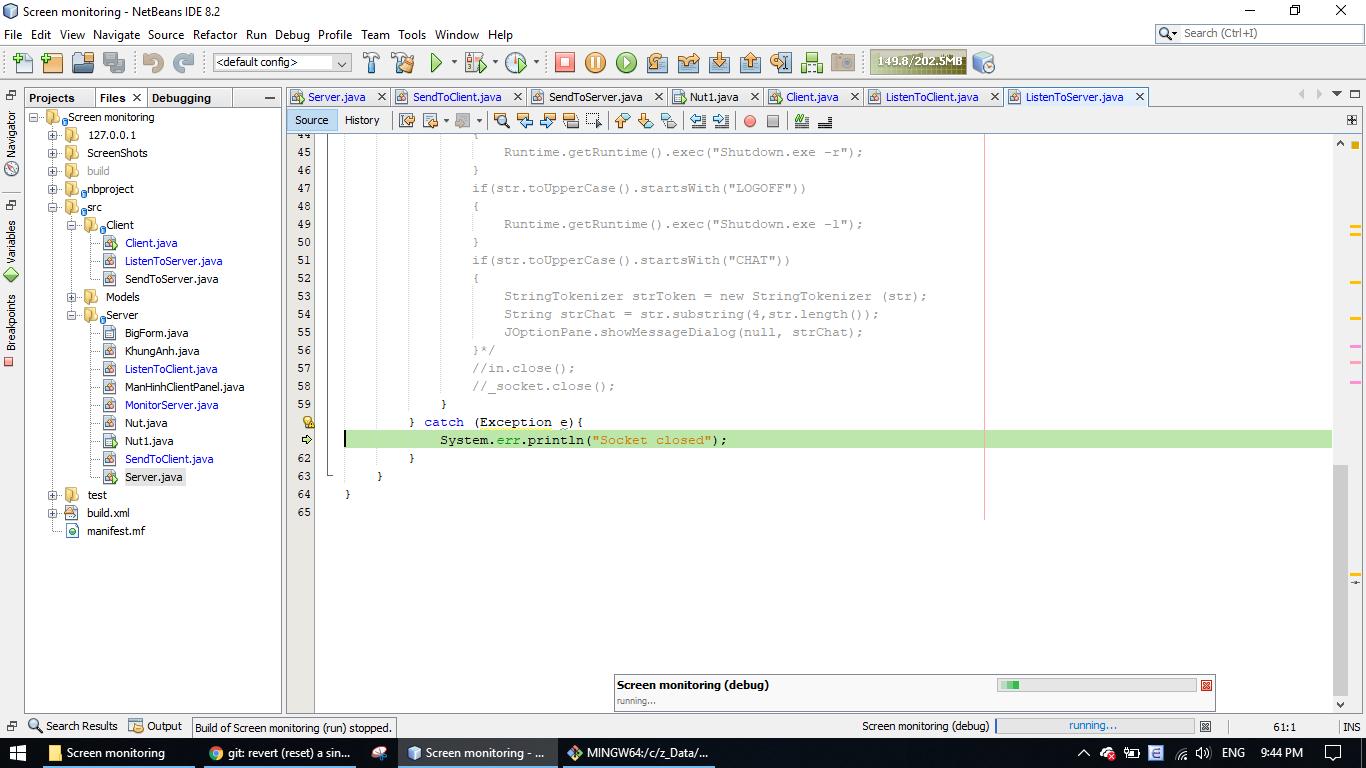 Screen monitoring - NetBeans IDE 8.2
File Edit View Navigate Source Refactor Run Debug Profile Team Tools Window Help
Search (Ctrl+I)
<default config>
149.8/202.5MB
Projects Files Debugging
Server.java SendToClient.java SendToServer.java Nut1.java Client.java ListenToClient.java ListenToServer.java
Source History
Navigator
Variables
Breakpoints
Screen monitoring
127.0.0.1
ScreenShots
build
nbproject
src
Client
Client.java
ListenToServer.java
SendToServer.java
Models
Server
BigForm.java
KhungAnh.java
ListenToClient.java
ManHinhClientPanel.java
MonitorServer.java
Nut.java
Nut1.java
SendToClient.java
Server.java
test
build.xml
manifest.mf
44 {
45 Runtime.getRuntime().exec("Shutdown.exe -r");
46 }
47 if(str.toUpperCase().startsWith("LOGOFF"))
48 {
49 Runtime.getRuntime().exec("Shutdown.exe -l");
50 }
51 if(str.toUpperCase().startsWith("CHAT"))
52 {
53 StringTokenizer strToken = new StringTokenizer (str);
54 String strChat = str.substring(4,str.length());
55 JOptionPane.showMessageDialog(null, strChat);
56 }*/
57 //in.close();
58 //_socket.close();
59 }
} catch (Exception e){
System.err.println("Socket closed");
62 }
63 }
64 }
65
Screen monitoring (debug)
running...
Search Results Output Build of Screen monitoring (run) stopped. Screen monitoring (debug) running... 61:1 INS
Screen monitoring git: revert (reset) a sin... Screen monitoring - ... MINGW64:/c/z_Data/... ENG 9:44 PM